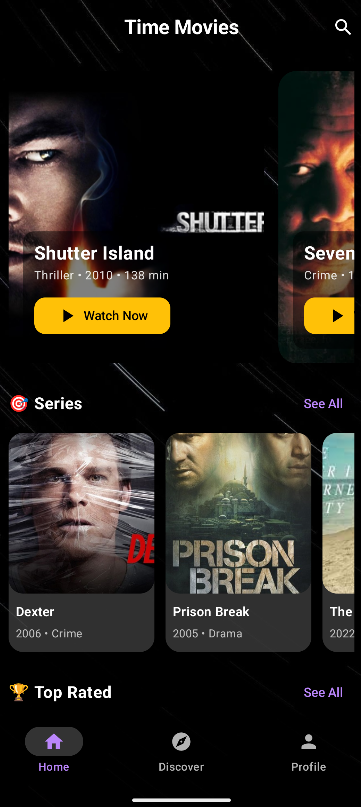 Time Movies
SHUTTER
Shutter Island
Thriller • 2010 • 138 min
Watch Now
Seven
Crime • 1
Series
See All
DE
PRISON
BREAK
Dexter
2006 • Crime
Prison Break
2005 • Drama
The
2022
Top Rated
See All
Home
Discover
Profile